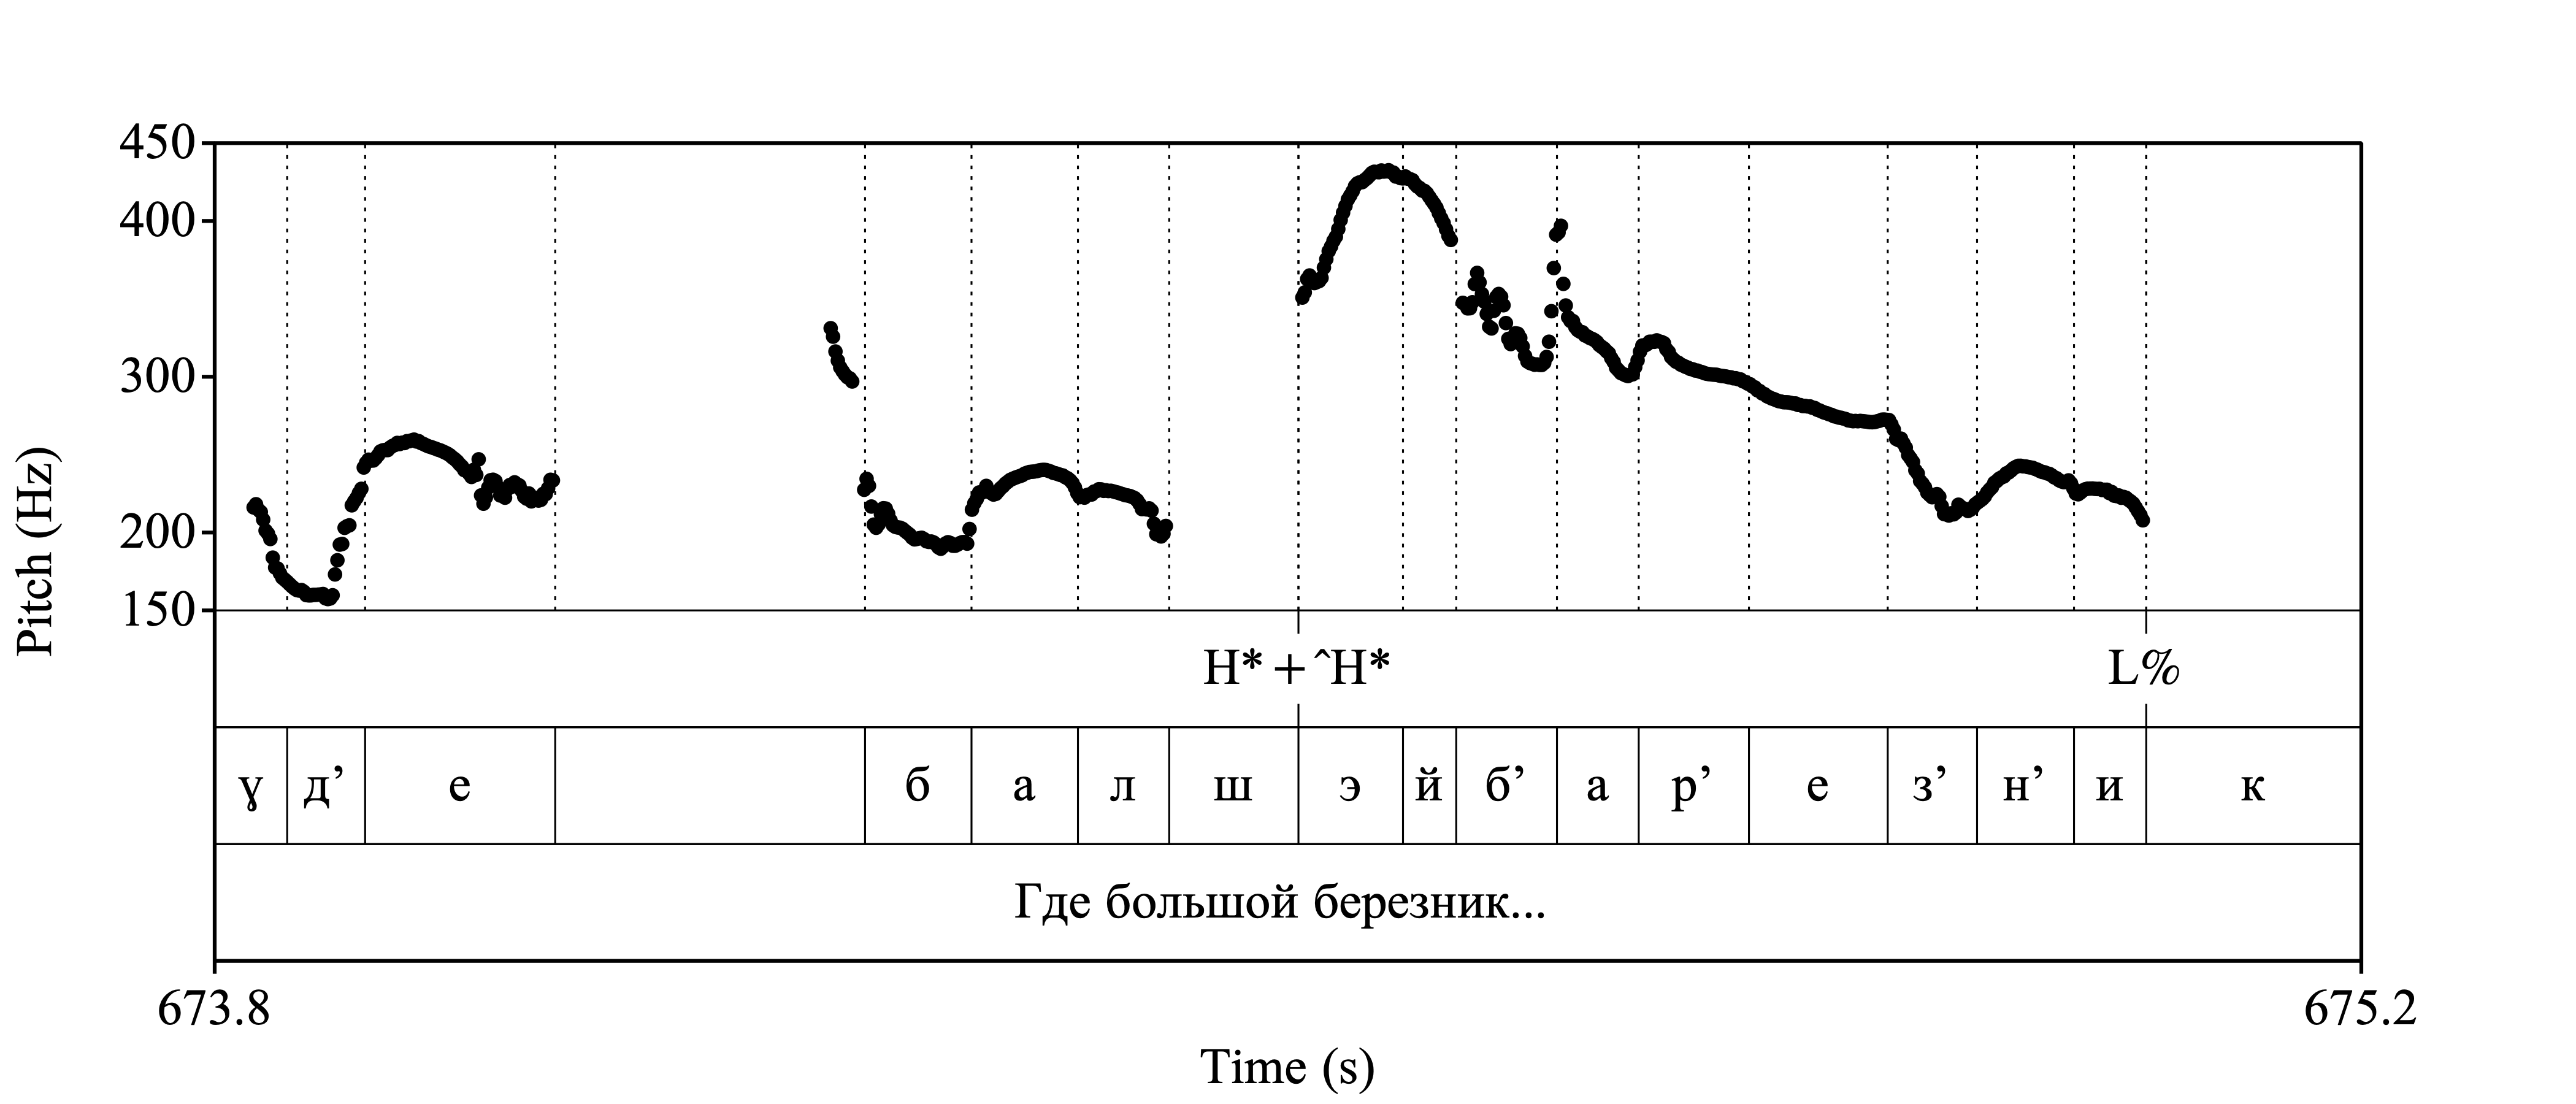 450
400
300
200
150
Pitch (Hz)
H* + ˆH* L%
ɣ д’ е б а л ш э й б’ а р’ е з’ н’ и к
Где большой березник...
673.8 675.2
Time (s)